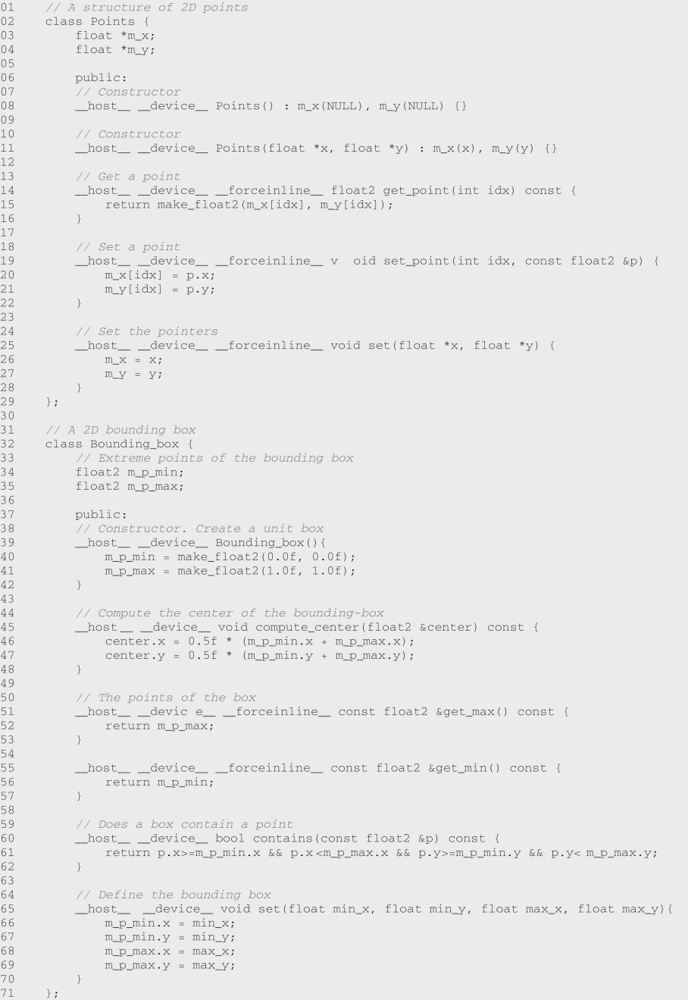 01 // A structure of 2D points
02 class Points {
03     float *m_x;
04     float *m_y;
05
06     public:
07     // Constructor
08     __host__ __device__ Points() : m_x(NULL), m_y(NULL) {}
09
10     // Constructor
11     __host__ __device__ Points(float *x, float *y) : m_x(x), m_y(y) {}
12
13     // Get a point
14     __host__ __device__ __forceinline__ float2 get_point(int idx) const {
15         return make_float2(m_x[idx], m_y[idx]);
16     }
17
18     // Set a point
19     __host__ __device__ __forceinline__ v  oid set_point(int idx, const float2 &p) {
20         m_x[idx] = p.x;
21         m_y[idx] = p.y;
22     }
23
24     // Set the pointers
25     __host__ __device__ __forceinline__ void set(float *x, float *y) {
26         m_x = x;
27         m_y = y;
28     }
29 };
30
31 // A 2D bounding box
32 class Bounding_box {
33     // Extreme points of the bounding box
34     float2 m_p_min;
35     float2 m_p_max;
36
37     public:
38     // Constructor. Create a unit box
39     __host__ __device__ Bounding_box(){
40         m_p_min = make_float2(0.0f, 0.0f);
41         m_p_max = make_float2(1.0f, 1.0f);
42     }
43
44     // Compute the center of the bounding-box
45     __host __ __device__ void compute_center(float2 &center) const {
46         center.x = 0.5f * (m_p_min.x + m_p_max.x);
47         center.y = 0.5f * (m_p_min.y + m_p_max.y);
48     }
49
50     // The points of the box
51     __host__ __devic e__ __forceinline__ const float2 &get_max() const {
52         return m_p_max;
53     }
54
55     __host__ __device__ __forceinline__ const float2 &get_min() const {
56         return m_p_min;
57     }
58
59     // Does a box contain a point
60     __host__ __device__ bool contains(const float2 &p) const {
61         return p.x>=m_p_min.x && p.x<m_p_max.x && p.y>=m_p_min.y && p.y< m_p_max.y;
62     }
63
64     // Define the bounding box
65     __host__  __device__ void set(float min_x, float min_y, float max_x, float max_y){
66         m_p_min.x = min_x;
67         m_p_min.y = min_y;
68         m_p_max.x = max_x;
69         m_p_max.y = max_y;
70     }
71 };